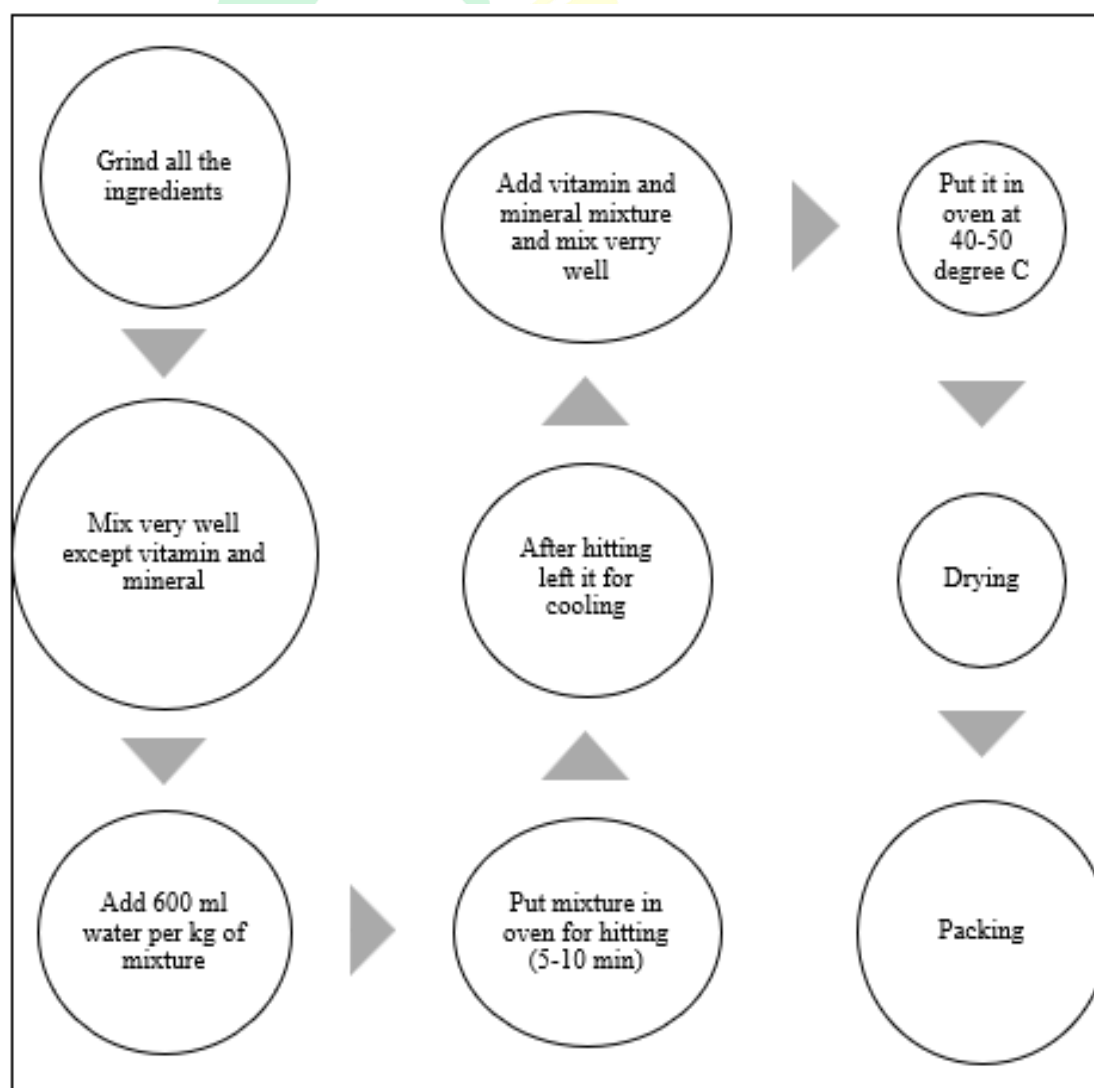 Grind all the
ingredients
Mix very well
except vitamin and
mineral
Add 600 ml
water per kg of
mixture
Put mixture in
oven for hitting
(5-10 min)
After hitting
left it for
cooling
Add vitamin and
mineral mixture
and mix verry
well
Put it in
oven at
40-50
degree C
Drying
Packing